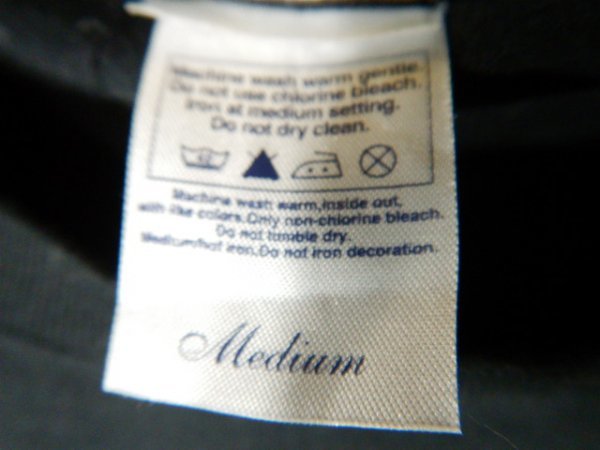 Machine wash warm gentle.
Do not use chlorine bleach.
Iron at medium setting.
Do not dry clean.
Machine wash warm,inside out,
with like colors.Only non-chlorine bleach.
Do not tumble dry.
Medium/hot iron.Do not iron decoration.
Medium